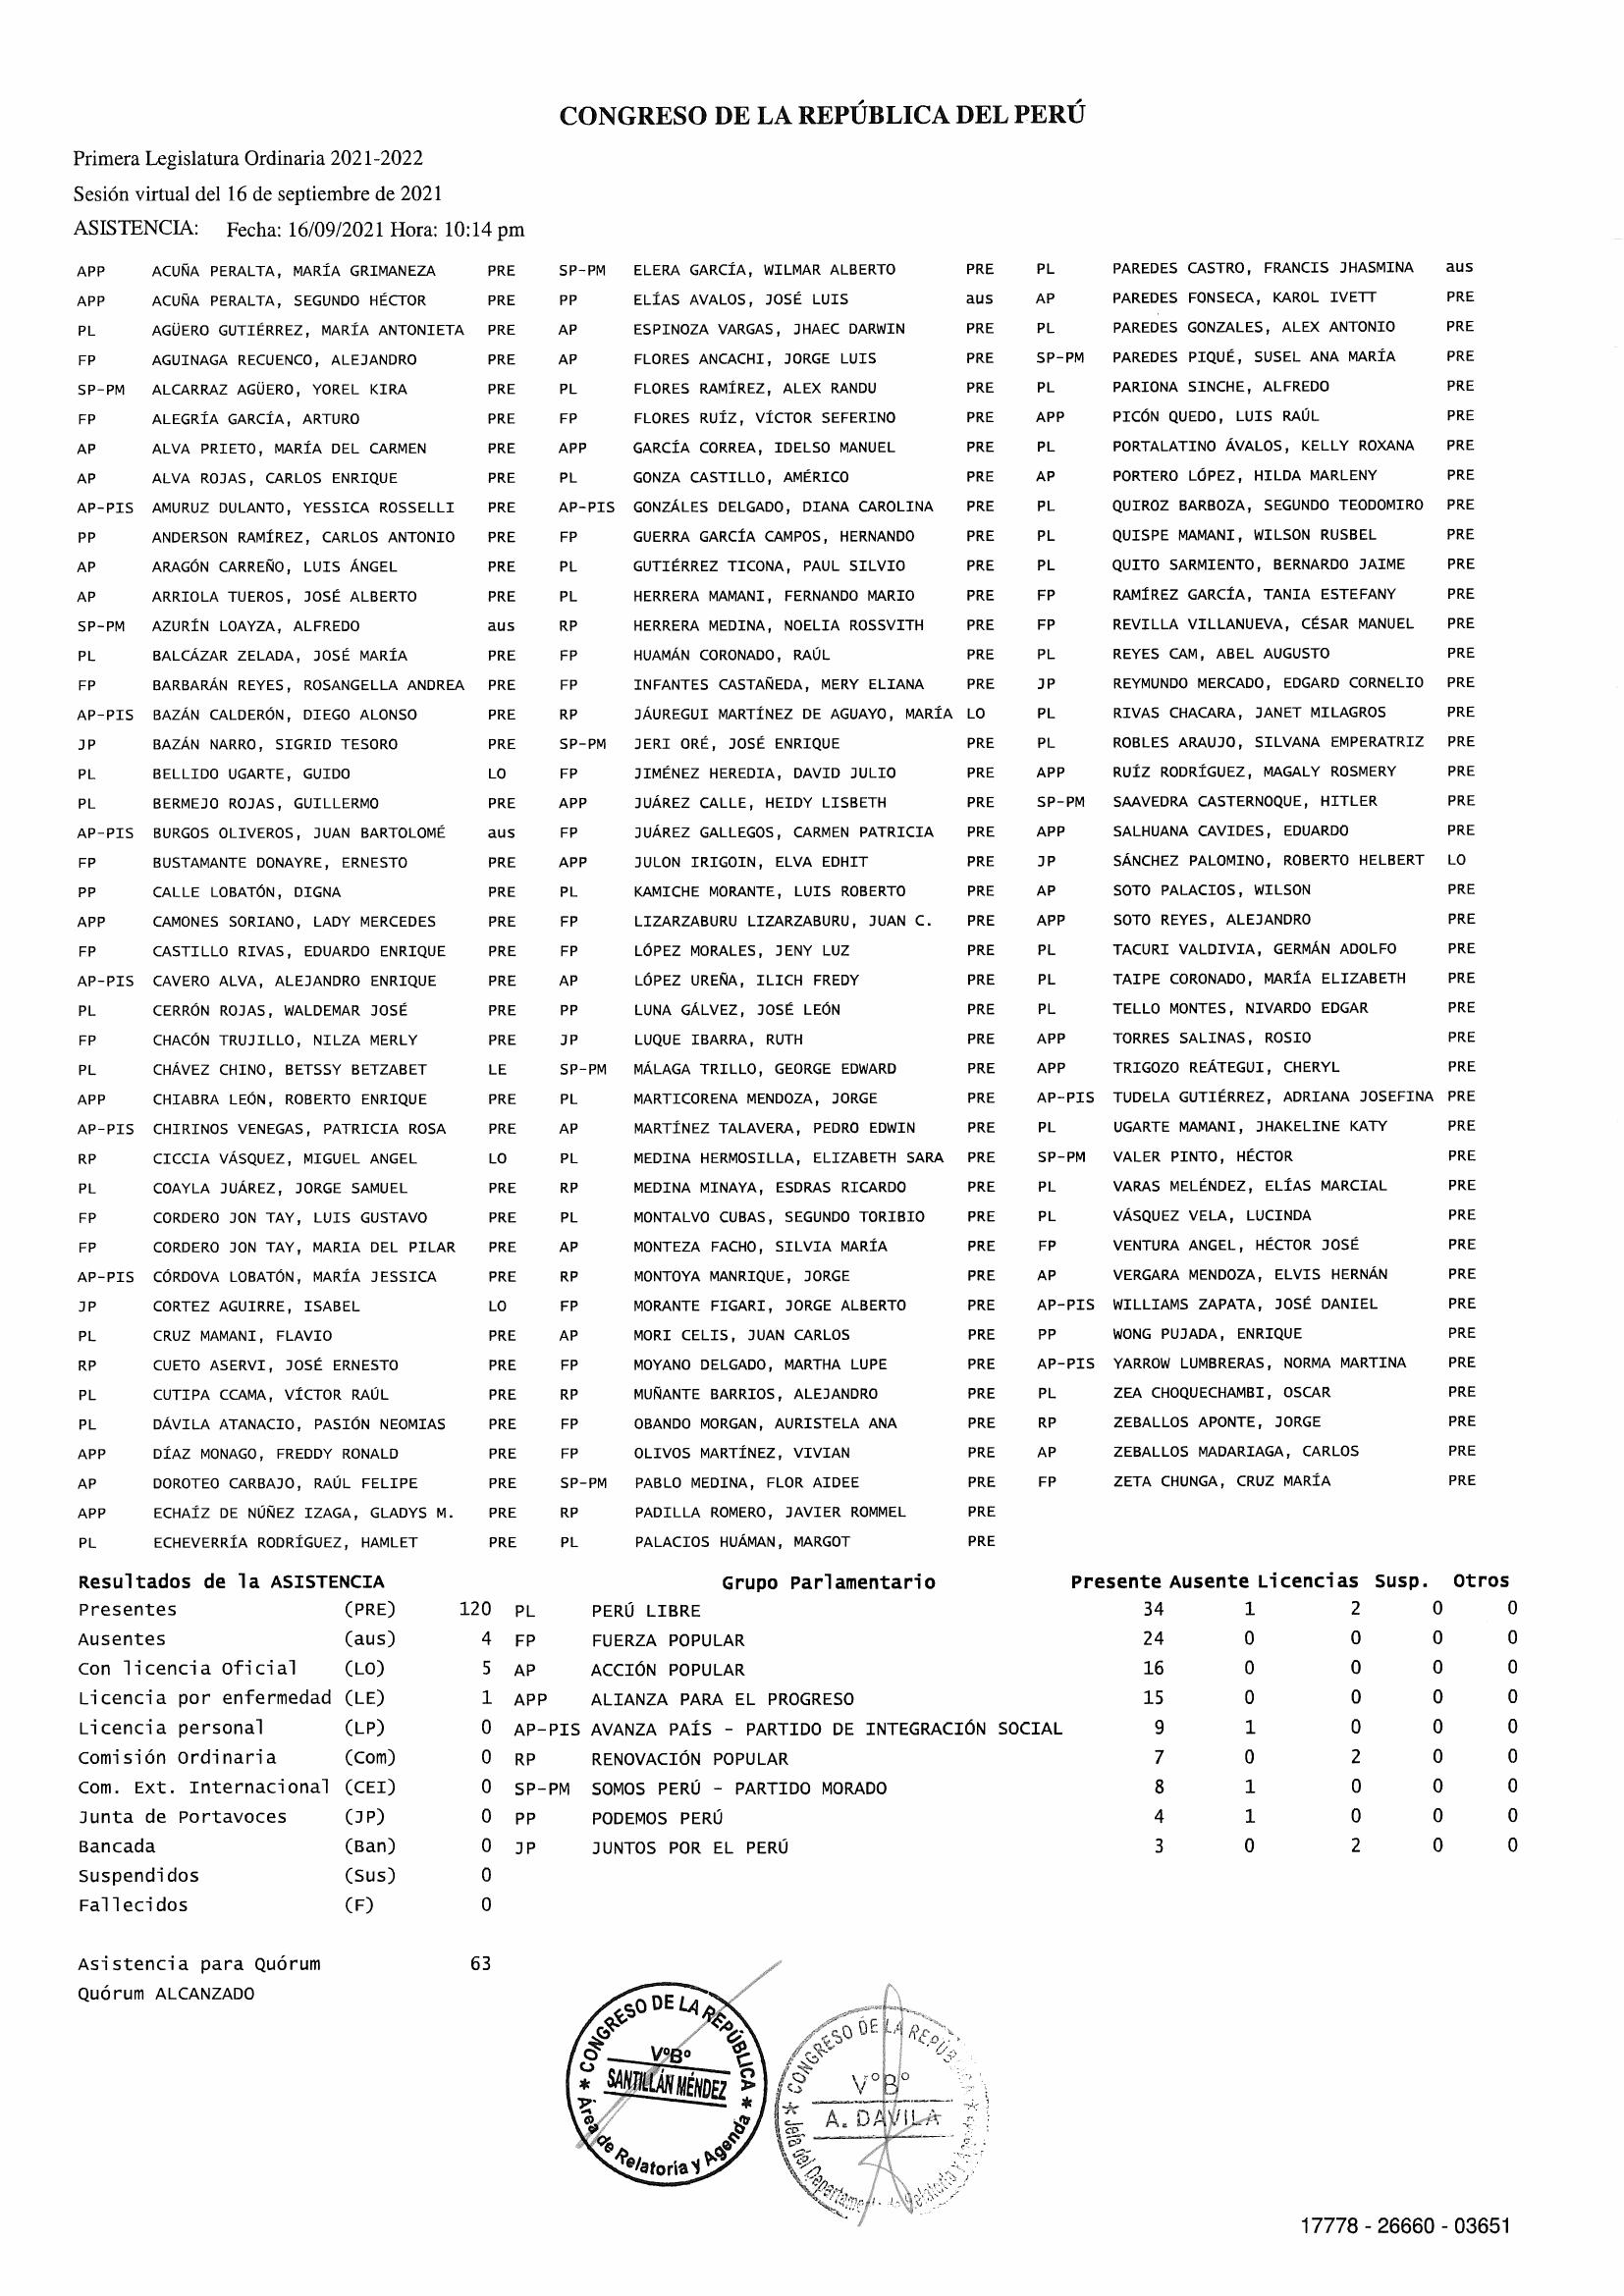 CONGRESO DE LA REPÚBLICA DEL PERÚ
Primera Legislatura Ordinaria 2021-2022
Sesión virtual del 16 de septiembre de 2021
ASISTENCIA: Fecha: 16/09/2021 Hora: 10:14 pm
APP ACUÑA PERALTA, MARÍA GRIMANEZA PRE SP-PM ELERA GARCÍA, WILMAR ALBERTO PRE PL PAREDES CASTRO, FRANCIS JHASMINA aus
APP ACUÑA PERALTA, SEGUNDO HÉCTOR PRE PP ELÍAS AVALOS, JOSÉ LUIS aus AP PAREDES FONSECA, KAROL IVETT PRE
PL AGÜERO GUTIÉRREZ, MARÍA ANTONIETA PRE AP ESPINOZA VARGAS, JHAEC DARWIN PRE PL PAREDES GONZALES, ALEX ANTONIO PRE
FP AGUINAGA RECUENCO, ALEJANDRO PRE AP FLORES ANCACHI, JORGE LUIS PRE SP-PM PAREDES PIQUÉ, SUSEL ANA MARÍA PRE
SP-PM ALCARRAZ AGÜERO, YOREL KIRA PRE PL FLORES RAMÍREZ, ALEX RANDU PRE PL PARIONA SINCHE, ALFREDO PRE
FP ALEGRÍA GARCÍA, ARTURO PRE FP FLORES RUÍZ, VÍCTOR SEFERINO PRE APP PICÓN QUEDO, LUIS RAÚL PRE
AP ALVA PRIETO, MARÍA DEL CARMEN PRE APP GARCÍA CORREA, IDELSO MANUEL PRE PL PORTALATINO ÁVALOS, KELLY ROXANA PRE
AP ALVA ROJAS, CARLOS ENRIQUE PRE PL GONZA CASTILLO, AMÉRICO PRE AP PORTERO LÓPEZ, HILDA MARLENY PRE
AP-PIS AMURUZ DULANTO, YESSICA ROSSELLI PRE AP-PIS GONZÁLES DELGADO, DIANA CAROLINA PRE PL QUIROZ BARBOZA, SEGUNDO TEODOMIRO PRE
PP ANDERSON RAMÍREZ, CARLOS ANTONIO PRE FP GUERRA GARCÍA CAMPOS, HERNANDO PRE PL QUISPE MAMANI, WILSON RUSBEL PRE
AP ARAGÓN CARREÑO, LUIS ÁNGEL PRE PL GUTIÉRREZ TICONA, PAUL SILVIO PRE PL QUITO SARMIENTO, BERNARDO JAIME PRE
AP ARRIOLA TUEROS, JOSÉ ALBERTO PRE PL HERRERA MAMANI, FERNANDO MARIO PRE FP RAMÍREZ GARCÍA, TANIA ESTEFANY PRE
SP-PM AZURÍN LOAYZA, ALFREDO aus RP HERRERA MEDINA, NOELIA ROSSVITH PRE FP REVILLA VILLANUEVA, CÉSAR MANUEL PRE
PL BALCÁZAR ZELADA, JOSÉ MARÍA PRE FP HUAMÁN CORONADO, RAÚL PRE PL REYES CAM, ABEL AUGUSTO PRE
FP BARBARÁN REYES, ROSANGELLA ANDREA PRE FP INFANTES CASTAÑEDA, MERY ELIANA PRE JP REYMUNDO MERCADO, EDGARD CORNELIO PRE
AP-PIS BAZÁN CALDERÓN, DIEGO ALONSO PRE RP JÁUREGUI MARTÍNEZ DE AGUAYO, MARÍA LO PL RIVAS CHACARA, JANET MILAGROS PRE
JP BAZÁN NARRO, SIGRID TESORO PRE SP-PM JERI ORÉ, JOSÉ ENRIQUE PRE PL ROBLES ARAUJO, SILVANA EMPERATRIZ PRE
PL BELLIDO UGARTE, GUIDO LO FP JIMÉNEZ HEREDIA, DAVID JULIO PRE APP RUÍZ RODRÍGUEZ, MAGALY ROSMERY PRE
PL BERMEJO ROJAS, GUILLERMO PRE APP JUÁREZ CALLE, HEIDY LISBETH PRE SP-PM SAAVEDRA CASTERNOQUE, HITLER PRE
AP-PIS BURGOS OLIVEROS, JUAN BARTOLOMÉ aus FP JUÁREZ GALLEGOS, CARMEN PATRICIA PRE APP SALHUANA CAVIDES, EDUARDO PRE
FP BUSTAMANTE DONAYRE, ERNESTO PRE APP JULON IRIGOIN, ELVA EDHIT PRE JP SÁNCHEZ PALOMINO, ROBERTO HELBERT LO
PP CALLE LOBATÓN, DIGNA PRE PL KAMICHE MORANTE, LUIS ROBERTO PRE AP SOTO PALACIOS, WILSON PRE
APP CAMONES SORIANO, LADY MERCEDES PRE FP LIZARZABURU LIZARZABURU, JUAN C. PRE APP SOTO REYES, ALEJANDRO PRE
FP CASTILLO RIVAS, EDUARDO ENRIQUE PRE FP LÓPEZ MORALES, JENY LUZ PRE PL TACURI VALDIVIA, GERMÁN ADOLFO PRE
AP-PIS CAVERO ALVA, ALEJANDRO ENRIQUE PRE AP LÓPEZ UREÑA, ILICH FREDY PRE PL TAIPE CORONADO, MARÍA ELIZABETH PRE
PL CERRÓN ROJAS, WALDEMAR JOSÉ PRE PP LUNA GÁLVEZ, JOSÉ LEÓN PRE PL TELLO MONTES, NIVARDO EDGAR PRE
FP CHACÓN TRUJILLO, NILZA MERLY PRE JP LUQUE IBARRA, RUTH PRE APP TORRES SALINAS, ROSIO PRE
PL CHÁVEZ CHINO, BETSSY BETZABET LE SP-PM MÁLAGA TRILLO, GEORGE EDWARD PRE APP TRIGOZO REÁTEGUI, CHERYL PRE
APP CHIABRA LEÓN, ROBERTO ENRIQUE PRE PL MARTICORENA MENDOZA, JORGE PRE AP-PIS TUDELA GUTIÉRREZ, ADRIANA JOSEFINA PRE
AP-PIS CHIRINOS VENEGAS, PATRICIA ROSA PRE AP MARTÍNEZ TALAVERA, PEDRO EDWIN PRE PL UGARTE MAMANI, JHAKELINE KATY PRE
RP CICCIA VÁSQUEZ, MIGUEL ANGEL LO PL MEDINA HERMOSILLA, ELIZABETH SARA PRE SP-PM VALER PINTO, HÉCTOR PRE
PL COAYLA JUÁREZ, JORGE SAMUEL PRE RP MEDINA MINAYA, ESDRAS RICARDO PRE PL VARAS MELÉNDEZ, ELÍAS MARCIAL PRE
FP CORDERO JON TAY, LUIS GUSTAVO PRE PL MONTALVO CUBAS, SEGUNDO TORIBIO PRE PL VÁSQUEZ VELA, LUCINDA PRE
FP CORDERO JON TAY, MARIA DEL PILAR PRE AP MONTEZA FACHO, SILVIA MARÍA PRE FP VENTURA ANGEL, HÉCTOR JOSÉ PRE
AP-PIS CÓRDOVA LOBATÓN, MARÍA JESSICA PRE RP MONTOYA MANRIQUE, JORGE PRE AP VERGARA MENDOZA, ELVIS HERNÁN PRE
JP CORTEZ AGUIRRE, ISABEL LO FP MORANTE FIGARI, JORGE ALBERTO PRE AP-PIS WILLIAMS ZAPATA, JOSÉ DANIEL PRE
PL CRUZ MAMANI, FLAVIO PRE AP MORI CELIS, JUAN CARLOS PRE PP WONG PUJADA, ENRIQUE PRE
RP CUETO ASERVI, JOSÉ ERNESTO PRE FP MOYANO DELGADO, MARTHA LUPE PRE AP-PIS YARROW LUMBRERAS, NORMA MARTINA PRE
PL CUTIPA CCAMA, VÍCTOR RAÚL PRE RP MUÑANTE BARRIOS, ALEJANDRO PRE PL ZEA CHOQUECHAMBI, OSCAR PRE
PL DÁVILA ATANACIO, PASIÓN NEOMIAS PRE FP OBANDO MORGAN, AURISTELA ANA PRE RP ZEBALLOS APONTE, JORGE PRE
APP DÍAZ MONAGO, FREDDY RONALD PRE FP OLIVOS MARTÍNEZ, VIVIAN PRE AP ZEBALLOS MADARIAGA, CARLOS PRE
AP DOROTEO CARBAJO, RAÚL FELIPE PRE SP-PM PABLO MEDINA, FLOR AIDEE PRE FP ZETA CHUNGA, CRUZ MARÍA PRE
APP ECHAÍZ DE NÚÑEZ IZAGA, GLADYS M. PRE RP PADILLA ROMERO, JAVIER ROMMEL PRE
PL ECHEVERRÍA RODRÍGUEZ, HAMLET PRE PL PALACIOS HUÁMAN, MARGOT PRE
Resultados de la ASISTENCIA Grupo Parlamentario Presente Ausente Licencias Susp. Otros
Presentes (PRE) 120 PL PERÚ LIBRE 34 1 2 0 0
Ausentes (aus) 4 FP FUERZA POPULAR 24 0 0 0 0
Con licencia Oficial (LO) 5 AP ACCIÓN POPULAR 16 0 0 0 0
Licencia por enfermedad (LE) 1 APP ALIANZA PARA EL PROGRESO 15 0 0 0 0
Licencia personal (LP) 0 AP-PIS AVANZA PAÍS - PARTIDO DE INTEGRACIÓN SOCIAL 9 1 0 0 0
Comisión Ordinaria (Com) 0 RP RENOVACIÓN POPULAR 7 0 2 0 0
Com. Ext. Internacional (CEI) 0 SP-PM SOMOS PERÚ - PARTIDO MORADO 8 1 0 0 0
Junta de Portavoces (JP) 0 PP PODEMOS PERÚ 4 1 0 0 0
Bancada (Ban) 0 JP JUNTOS POR EL PERÚ 3 0 2 0 0
Suspendidos (Sus) 0
Fallecidos (F) 0
Asistencia para Quórum 63
Quórum ALCANZADO
* CONGRESO DE LA REPÚBLICA *
V°B°
SANTILLÁN MÉNDEZ
Área de Relatoría y Agenda
* CONGRESO DE LA REPÚBLICA *
V°B°
A. DAVILA
Jefa del Departamento de Relatoría y Agenda
17778 - 26660 - 03651